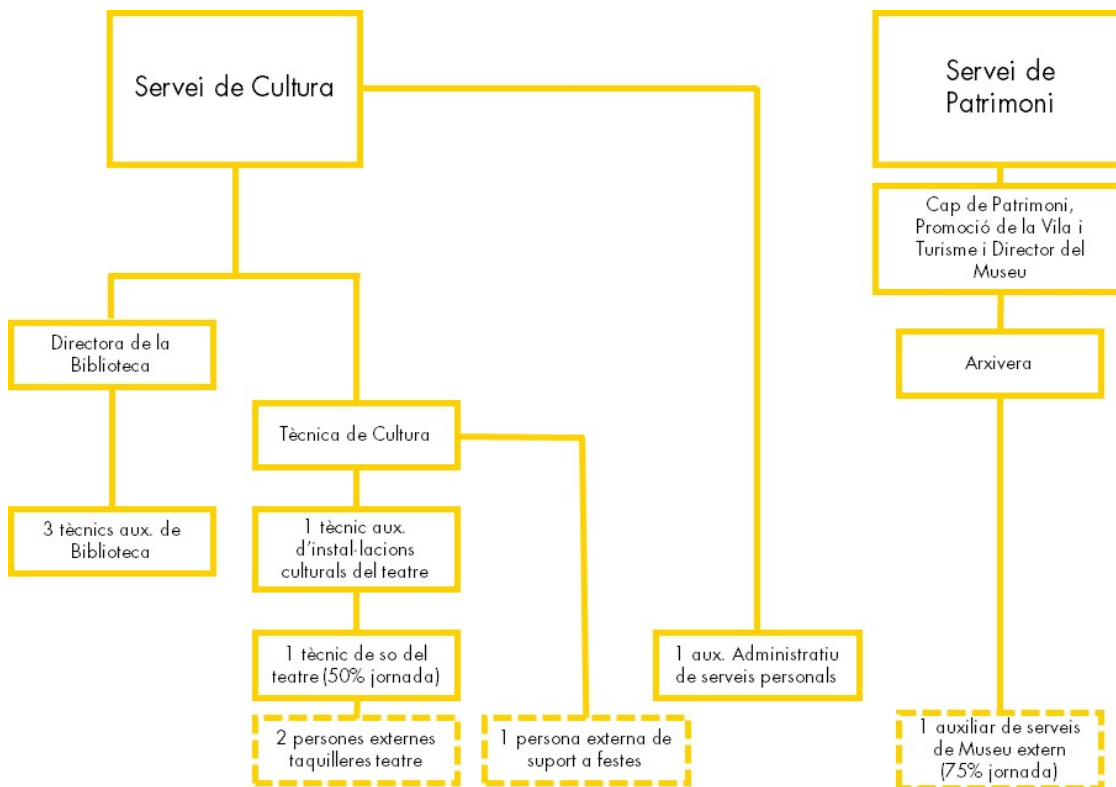 Servei de Cultura
Servei de
Patrimoni
Cap de Patrimoni,
Promoció de la Vila i
Turisme i Director del
Museu
Directora de la
Biblioteca
Arxivera
Tècnica de Cultura
3 tècnics aux. de
Biblioteca
1 tècnic aux.
d’instal·lacions
culturals del teatre
1 tècnic de so del
teatre (50% jornada)
1 aux. Administratiu
de serveis personals
2 persones externes
taquilleres teatre
1 persona externa de
suport a festes
1 auxiliar de serveis
de Museu extern
(75% jornada)